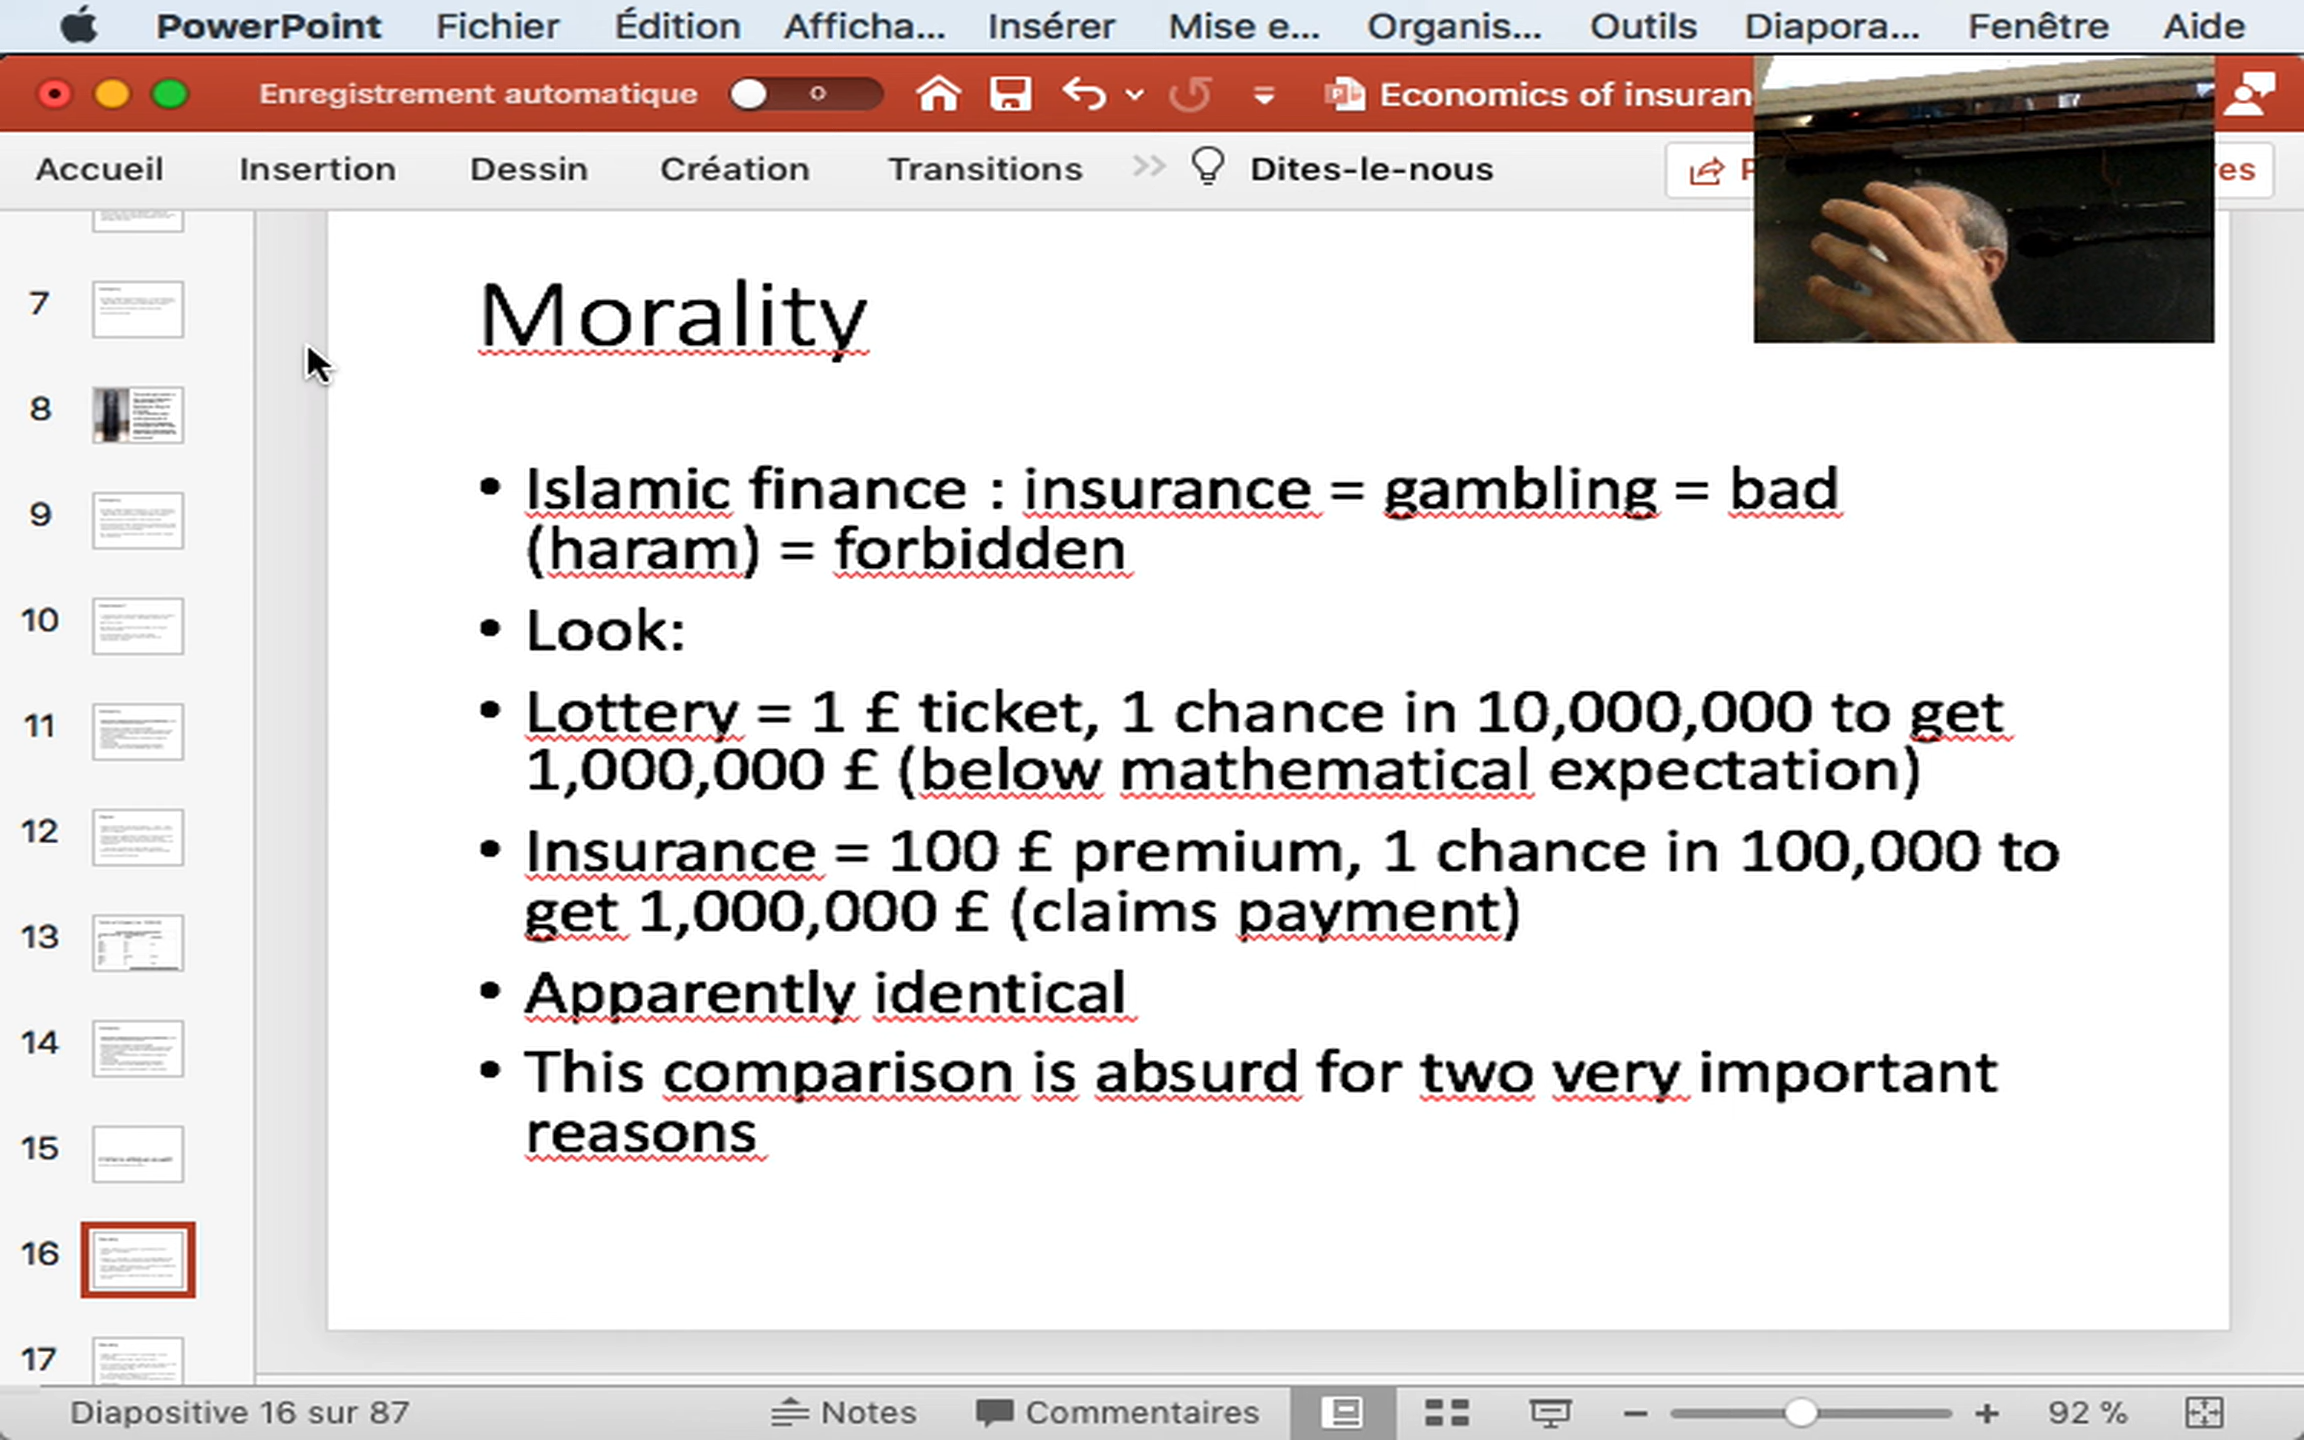 PowerPoint Fichier Édition Afficha... Insérer Mise e... Organis... Outils Diapora... Fenêtre Aide
Enregistrement automatique Economics of insuran
Accueil Insertion Dessin Création Transitions Dites-le-nous
Morality
• Islamic finance : insurance = gambling = bad
(haram) = forbidden
• Look:
• Lottery = 1 £ ticket, 1 chance in 10,000,000 to get
1,000,000 £ (below mathematical expectation)
• Insurance = 100 £ premium, 1 chance in 100,000 to
get 1,000,000 £ (claims payment)
• Apparently identical
• This comparison is absurd for two very important
reasons
7
8
9
10
11
12
13
14
15
16
17
Diapositive 16 sur 87 Notes Commentaires 92 %